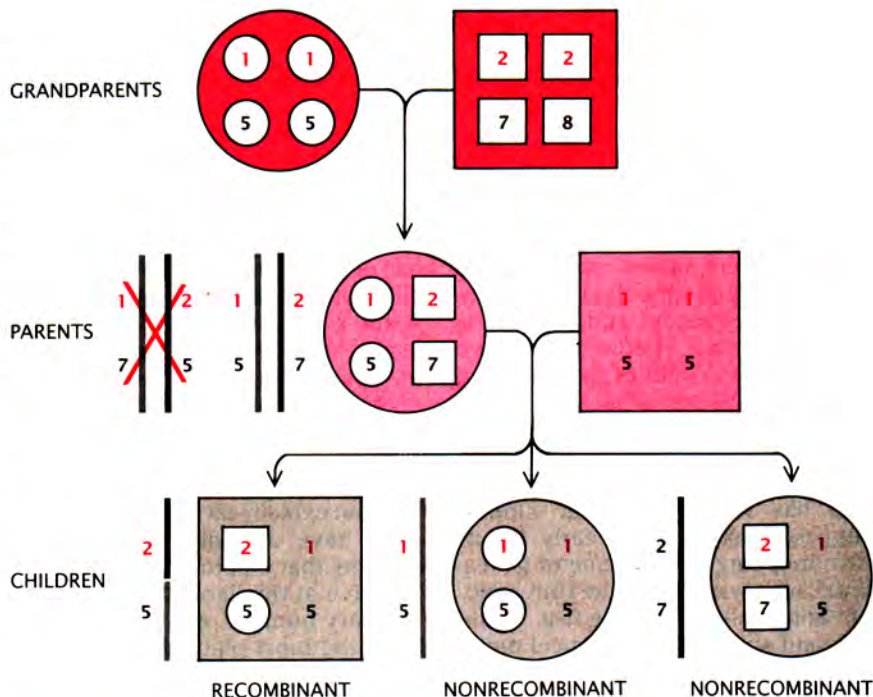 1 1 2 2
GRANDPARENTS
5 5 7 8
1 2 1 2 1 2 1 1
PARENTS
7 5 5 7 5 7 5 5
2 2 1 1 1 1 2 2 1
CHILDREN
5 5 5 5 5 5 7 7 5
RECOMBINANT NONRECOMBINANT NONRECOMBINANT